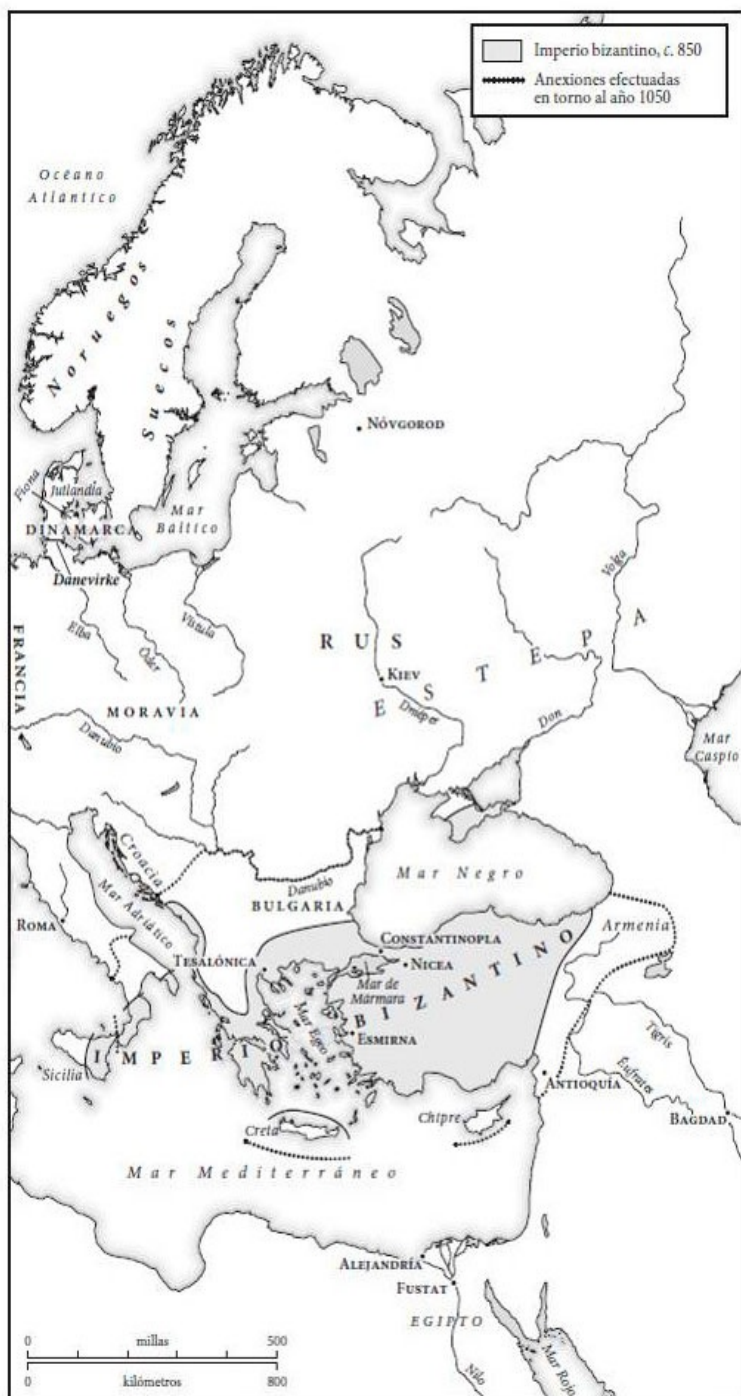 Imperio bizantino, c. 850
Anexiones efectuadas
en torno al año 1050
Océano
Atlántico
Noruegos
Suecos
NÓVGOROD
Fiona
Jutlandia
Mar
Báltico
DINAMARCA
Danevirke
Elba
Óder
Vístula
Volga
RUS
ESTEPA
KIEV
Dniéper
Don
FRANCIA
MORAVIA
Danubio
Mar
Caspio
Croacia
Mar Adriático
Danubio
BULGARIA
Mar Negro
ROMA
Armenia
CONSTANTINOPLA
TESALÓNICA
NICEA
Mar de
Mármara
Mar Egeo
IMPERIO BIZANTINO
ESMIRNA
Sicilia
Tigris
Éufrates
ANTIOQUÍA
BAGDAD
Creta
Chipre
Mar Mediterráneo
ALEJANDRÍA
FUSTAT
EGIPTO
Nilo
Mar Rojo
0 millas 500
0 kilómetros 800